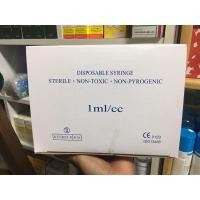 DISPOSABLE SYRINGE
STERILE • NON-TOXIC • NON-PYROGENIC
1ml/cc